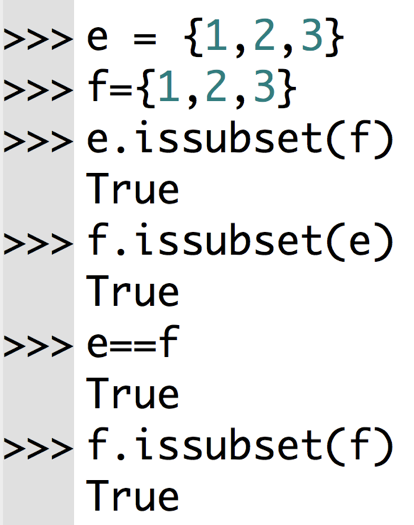 >>> e = {1,2,3}
>>> f={1,2,3}
>>> e.issubset(f)
True
>>> f.issubset(e)
True
>>> e==f
True
>>> f.issubset(f)
True